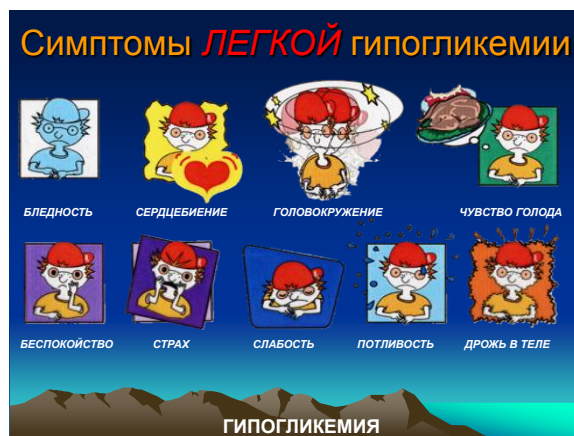 Симптомы ЛЕГКОЙ гипогликемии
БЛЕДНОСТЬ СЕРДЦЕБИЕНИЕ ГОЛОВОКРУЖЕНИЕ ЧУВСТВО ГОЛОДА
БЕСПОКОЙСТВО СТРАХ СЛАБОСТЬ ПОТЛИВОСТЬ ДРОЖЬ В ТЕЛЕ
ГИПОГЛИКЕМИЯ